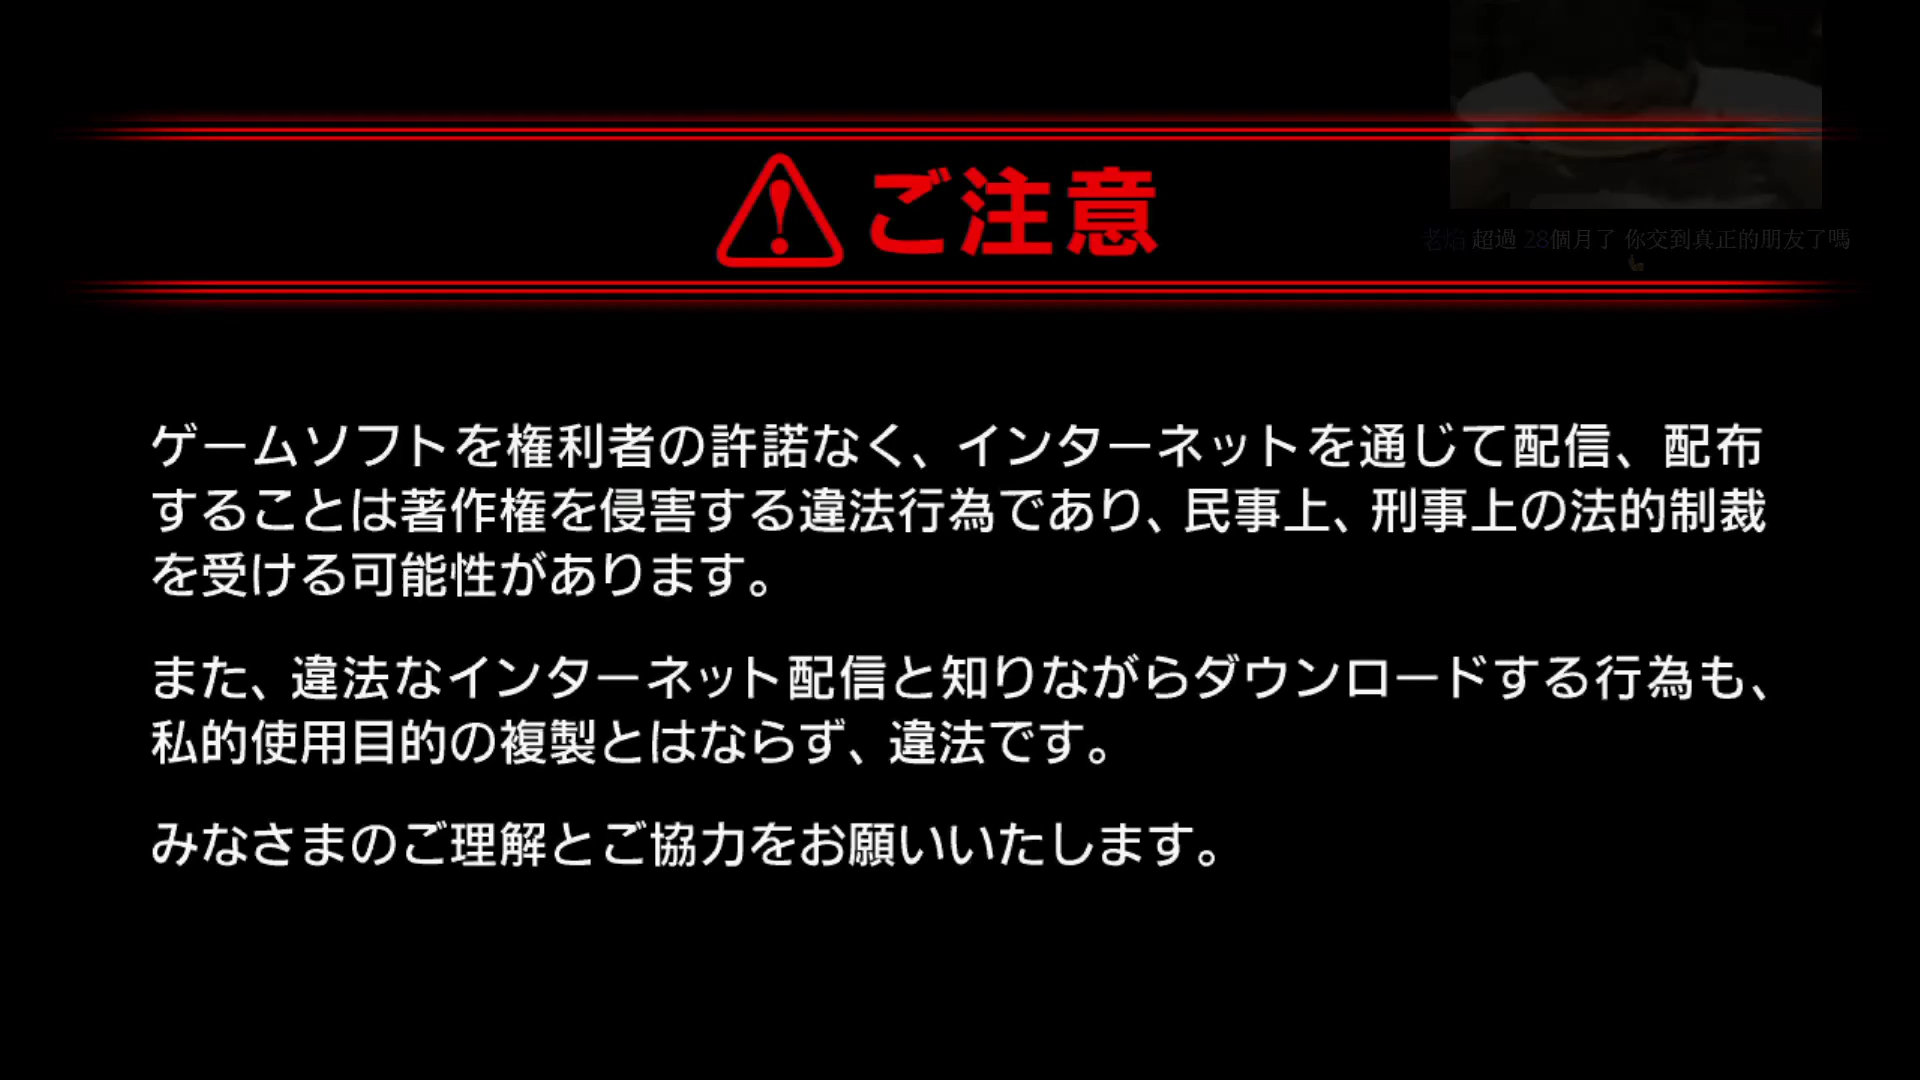 ご注意
老焰 超過 28個月了 你交到真正的朋友了嗎
ゲームソフトを権利者の許諾なく、インターネットを通じて配信、配布
することは著作権を侵害する違法行為であり、民事上、刑事上の法的制裁
を受ける可能性があります。
また、違法なインターネット配信と知りながらダウンロードする行為も、
私的使用目的の複製とはならず、違法です。
みなさまのご理解とご協力をお願いいたします。